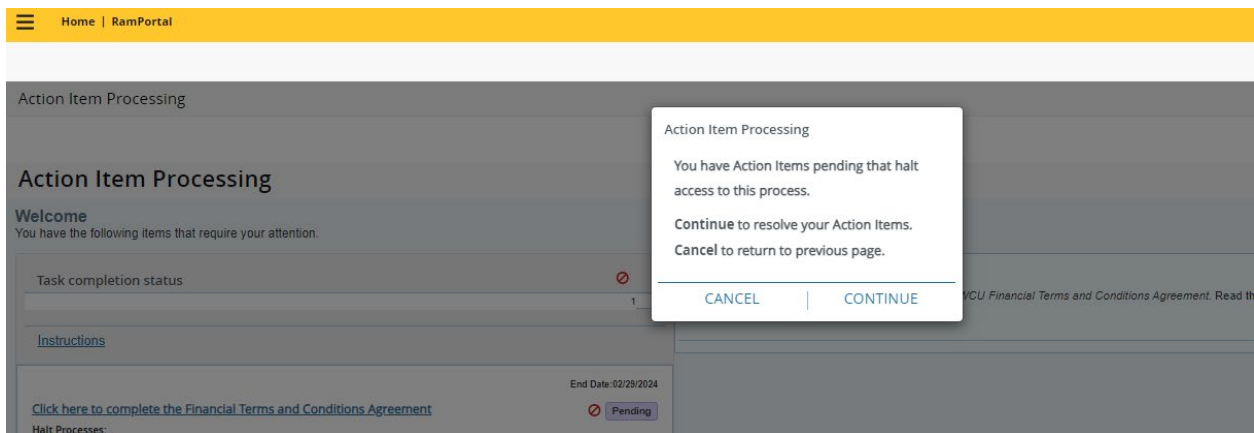 Home | RamPortal
Action Item Processing
Action Item Processing
Welcome
You have the following items that require your attention.
Task completion status
1
Instructions
End Date:02/29/2024
Click here to complete the Financial Terms and Conditions Agreement
Pending
Halt Processes:
Action Item Processing
You have Action Items pending that halt
access to this process.
Continue to resolve your Action Items.
Cancel to return to previous page.
CANCEL | CONTINUE
WCU Financial Terms and Conditions Agreement. Read th